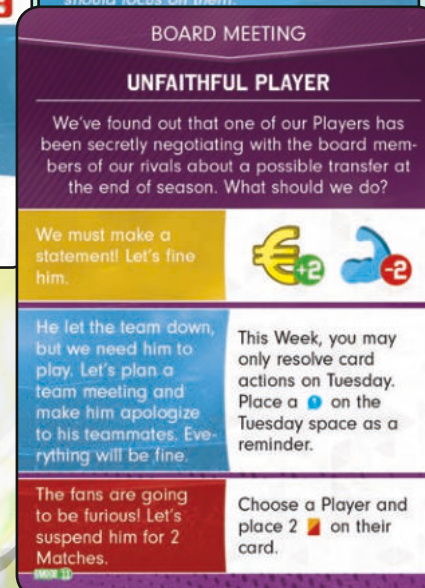 should focus on them.
BOARD MEETING
UNFAITHFUL PLAYER
We've found out that one of our Players has
been secretly negotiating with the board mem-
bers of our rivals about a possible transfer at
the end of season. What should we do?
We must make a
statement! Let's fine
him.
+2
-2
He let the team down,
but we need him to
play. Let's plan a
team meeting and
make him apologize
to his teammates. Eve-
rything will be fine.
This Week, you may
only resolve card
actions on Tuesday.
Place a on the
Tuesday space as a
reminder.
The fans are going
to be furious! Let's
suspend him for 2
Matches.
Choose a Player and
place 2 on their
card.